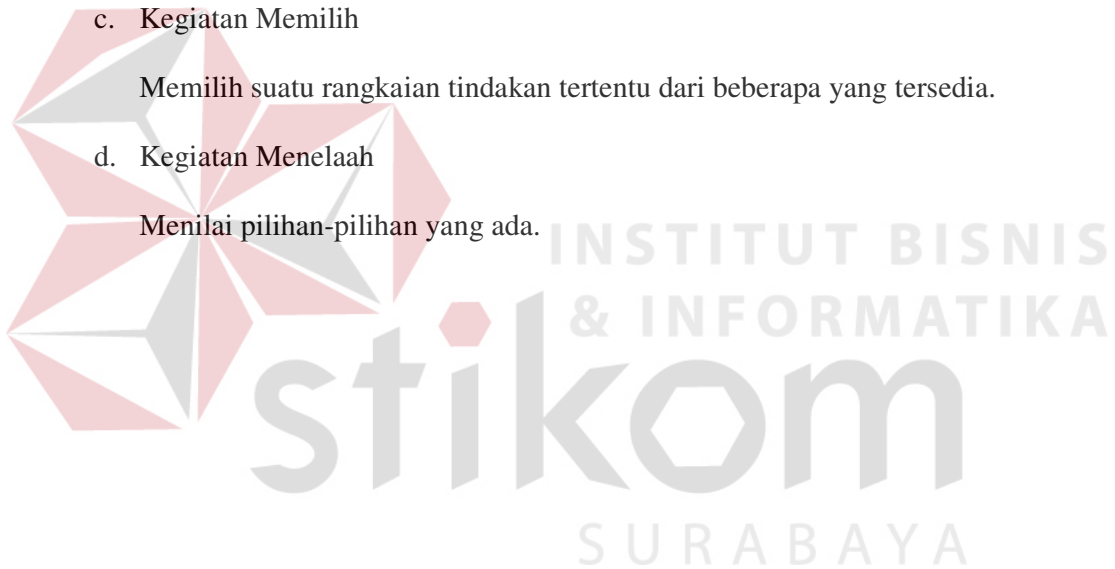 c. Kegiatan Memilih
Memilih suatu rangkaian tindakan tertentu dari beberapa yang tersedia.
d. Kegiatan Menelaah
Menilai pilihan-pilihan yang ada.
INSTITUT BISNIS
& INFORMATIKA
stikom
SURABAYA